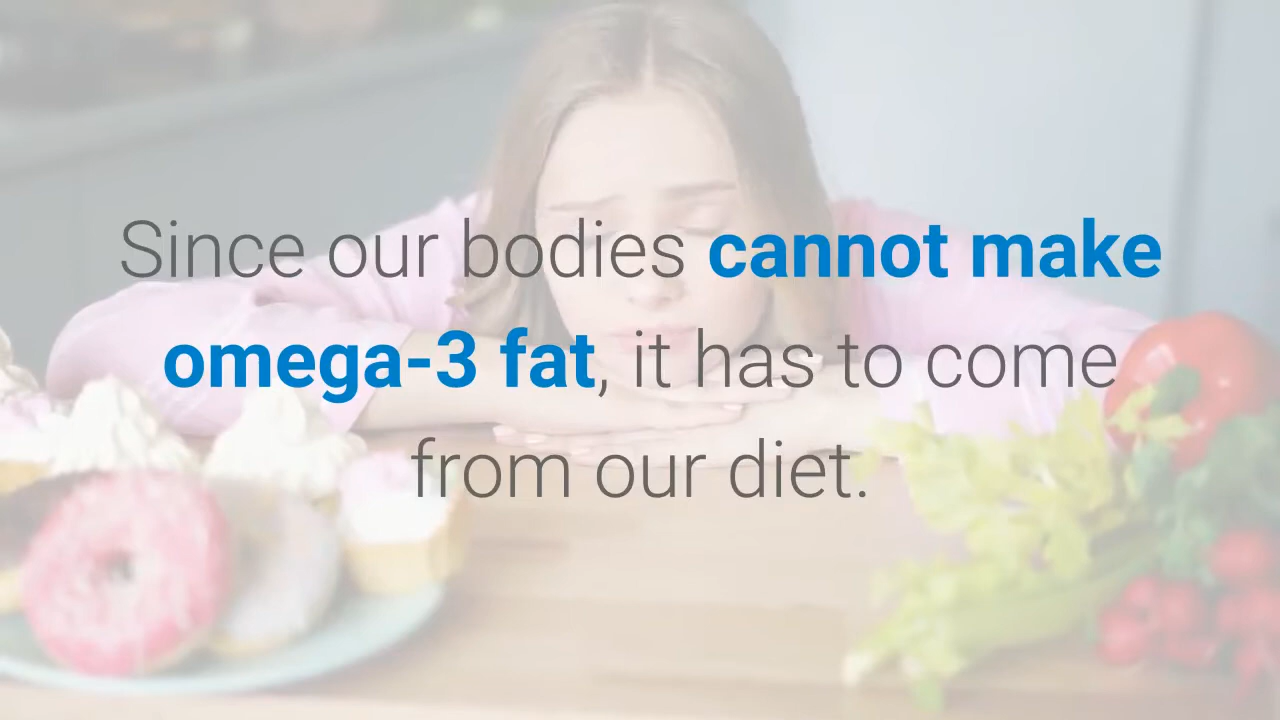 Since our bodies cannot make
omega-3 fat, it has to come
from our diet.